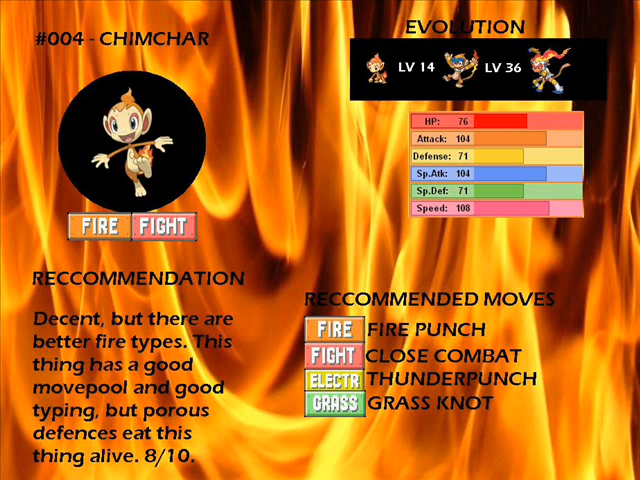 #004 - CHIMCHAR
EVOLUTION
LV 14 LV 36
HP: 76
Attack: 104
Defense: 71
Sp.Atk: 104
Sp.Def: 71
Speed: 108
FIRE FIGHT
RECCOMMENDATION
Decent, but there are
better fire types. This
thing has a good
movepool and good
typing, but porous
defences eat this
thing alive. 8/10.
RECCOMMENDED MOVES
FIRE FIRE PUNCH
FIGHT CLOSE COMBAT
ELECTR THUNDERPUNCH
GRASS GRASS KNOT